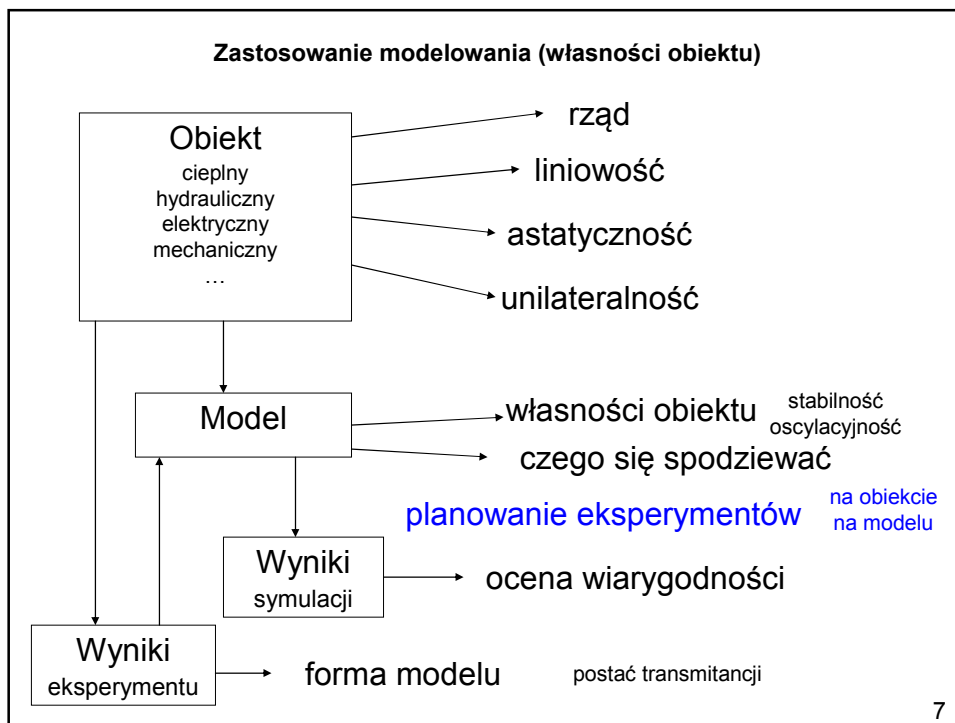 Zastosowanie modelowania (własności obiektu)
Obiekt
cieplny
hydrauliczny
elektryczny
mechaniczny
…
rząd
liniowość
astatyczność
unilateralność
Model
własności obiektu
stabilność
oscylacyjność
czego się spodziewać
planowanie eksperymentów
na obiekcie
na modelu
Wyniki
symulacji
ocena wiarygodności
Wyniki
eksperymentu
forma modelu
postać transmitancji
7